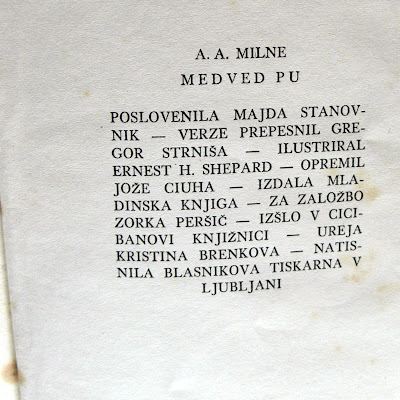 A. A. MILNE
MEDVED PU
POSLOVENILA MAJDA STANOV-
NIK — VERZE PREPESNIL GRE-
GOR STRNIŠA — ILUSTRIRAL
ERNEST H. SHEPARD — OPREMIL
JOŽE CIUHA — IZDALA MLA-
DINSKA KNJIGA — ZA ZALOŽBO
ZORKA PERŠIČ — IZŠLO V CICI-
BANOVI KNJIŽNICI — UREJA
KRISTINA BRENKOVA — NATIS-
NILA BLASNIKOVA TISKARNA V
LJUBLJANI